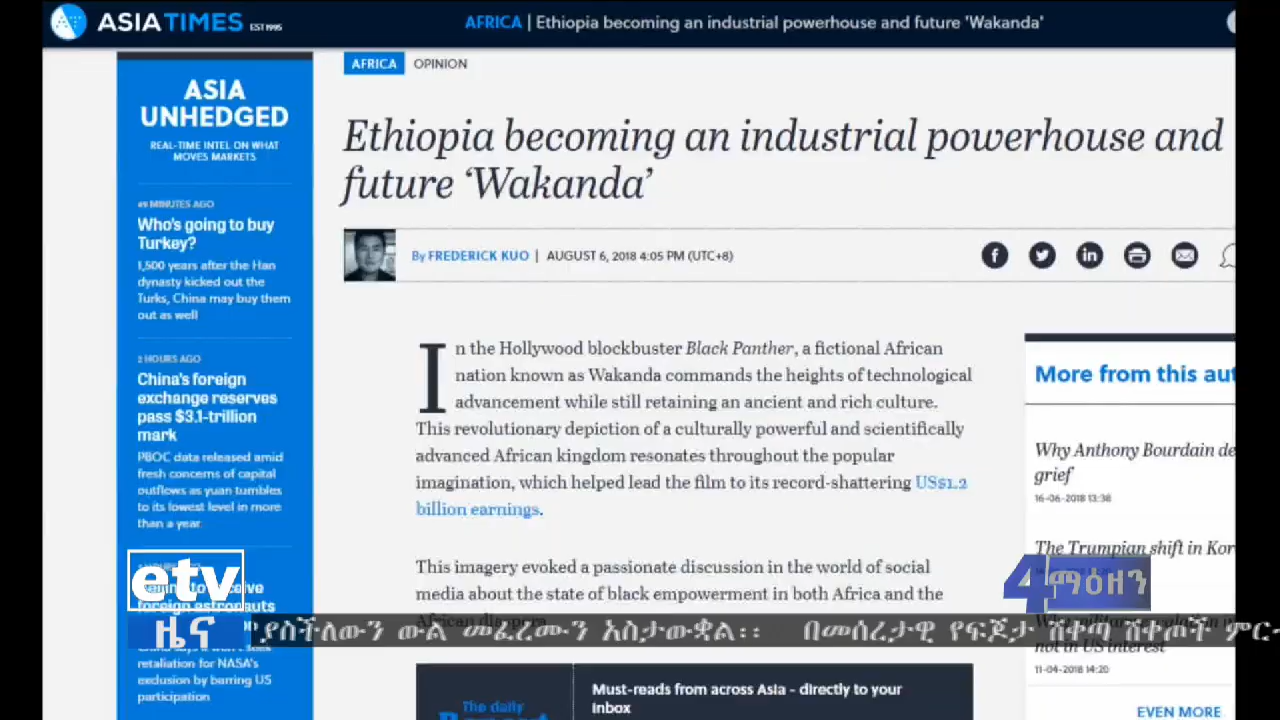 ASIA TIMES EST 1995
AFRICA | Ethiopia becoming an industrial powerhouse and future 'Wakanda'
ASIA
UNHEDGED
REAL-TIME INTEL ON WHAT
MOVES MARKETS
49 MINUTES AGO
Who's going to buy
Turkey?
1,500 years after the Han
dynasty kicked out the
Turks, China may buy them
out as well
2 HOURS AGO
China's foreign
exchange reserves
pass $3.1-trillion
mark
PBOC data released amid
fresh concerns of capital
outflows as yuan tumbles
to its lowest level in more
than a year
foreign astronauts
retaliation for NASA's
exclusion by barring US
participation
AFRICA OPINION
Ethiopia becoming an industrial powerhouse and
future ‘Wakanda’
By FREDERICK KUO | AUGUST 6, 2018 4:05 PM (UTC+8)
In the Hollywood blockbuster Black Panther, a fictional African
nation known as Wakanda commands the heights of technological
advancement while still retaining an ancient and rich culture.
This revolutionary depiction of a culturally powerful and scientifically
advanced African kingdom resonates throughout the popular
imagination, which helped lead the film to its record-shattering US$1.2
billion earnings.
This imagery evoked a passionate discussion in the world of social
media about the state of black empowerment in both Africa and the
African diaspora.
The daily
Report
Must-reads from across Asia - directly to your
inbox
More from this aut
Why Anthony Bourdain de
grief
16-06-2018 13:38
The Trumpian shift in Kor
not in US interest
11-04-2018 14:20
EVEN MORE
etv
ዜና
4 ማዕዘን
ያስችለውን ውል መፈረሙን አስታውቋል፡፡ በመሰረታዊ የፍጆታ ሸቀጣ ሸቀጦች ምር